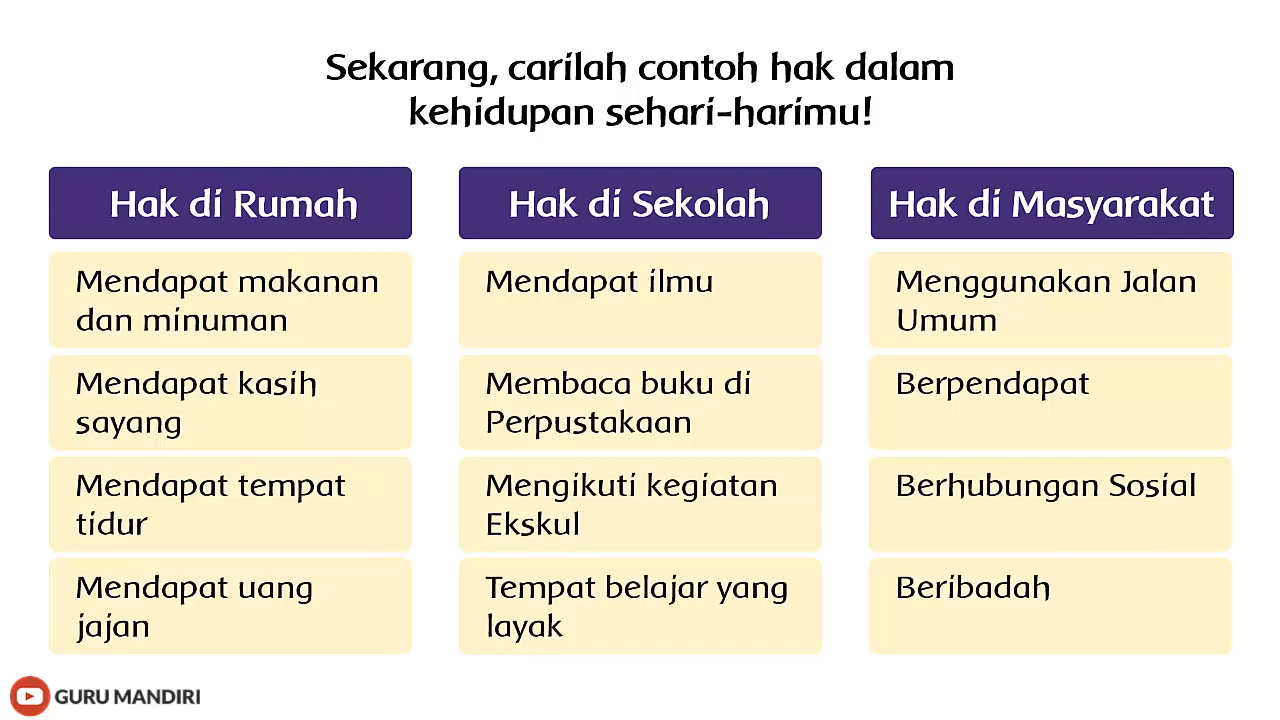 Sekarang, carilah contoh hak dalam
kehidupan sehari-harimu!
Hak di Rumah
Mendapat makanan
dan minuman
Mendapat kasih
sayang
Mendapat tempat
tidur
Mendapat uang
jajan
Hak di Sekolah
Mendapat ilmu
Membaca buku di
Perpustakaan
Mengikuti kegiatan
Ekskul
Tempat belajar yang
layak
Hak di Masyarakat
Menggunakan Jalan
Umum
Berpendapat
Berhubungan Sosial
Beribadah
GURU MANDIRI